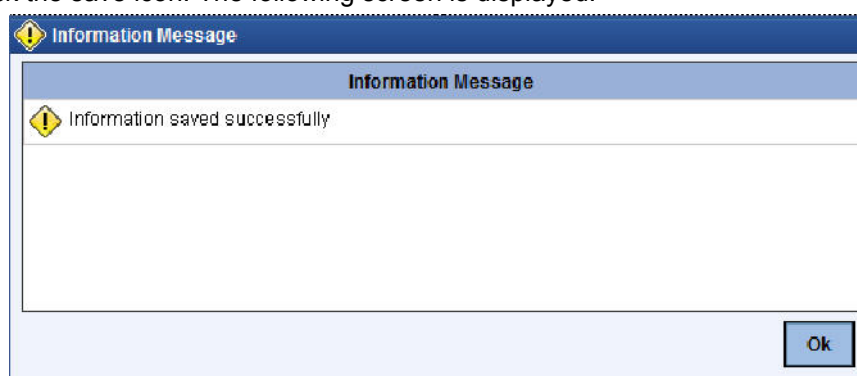 the save icon. The following screen is displayed.
Information Message
Information Message
Information saved successfully
Ok